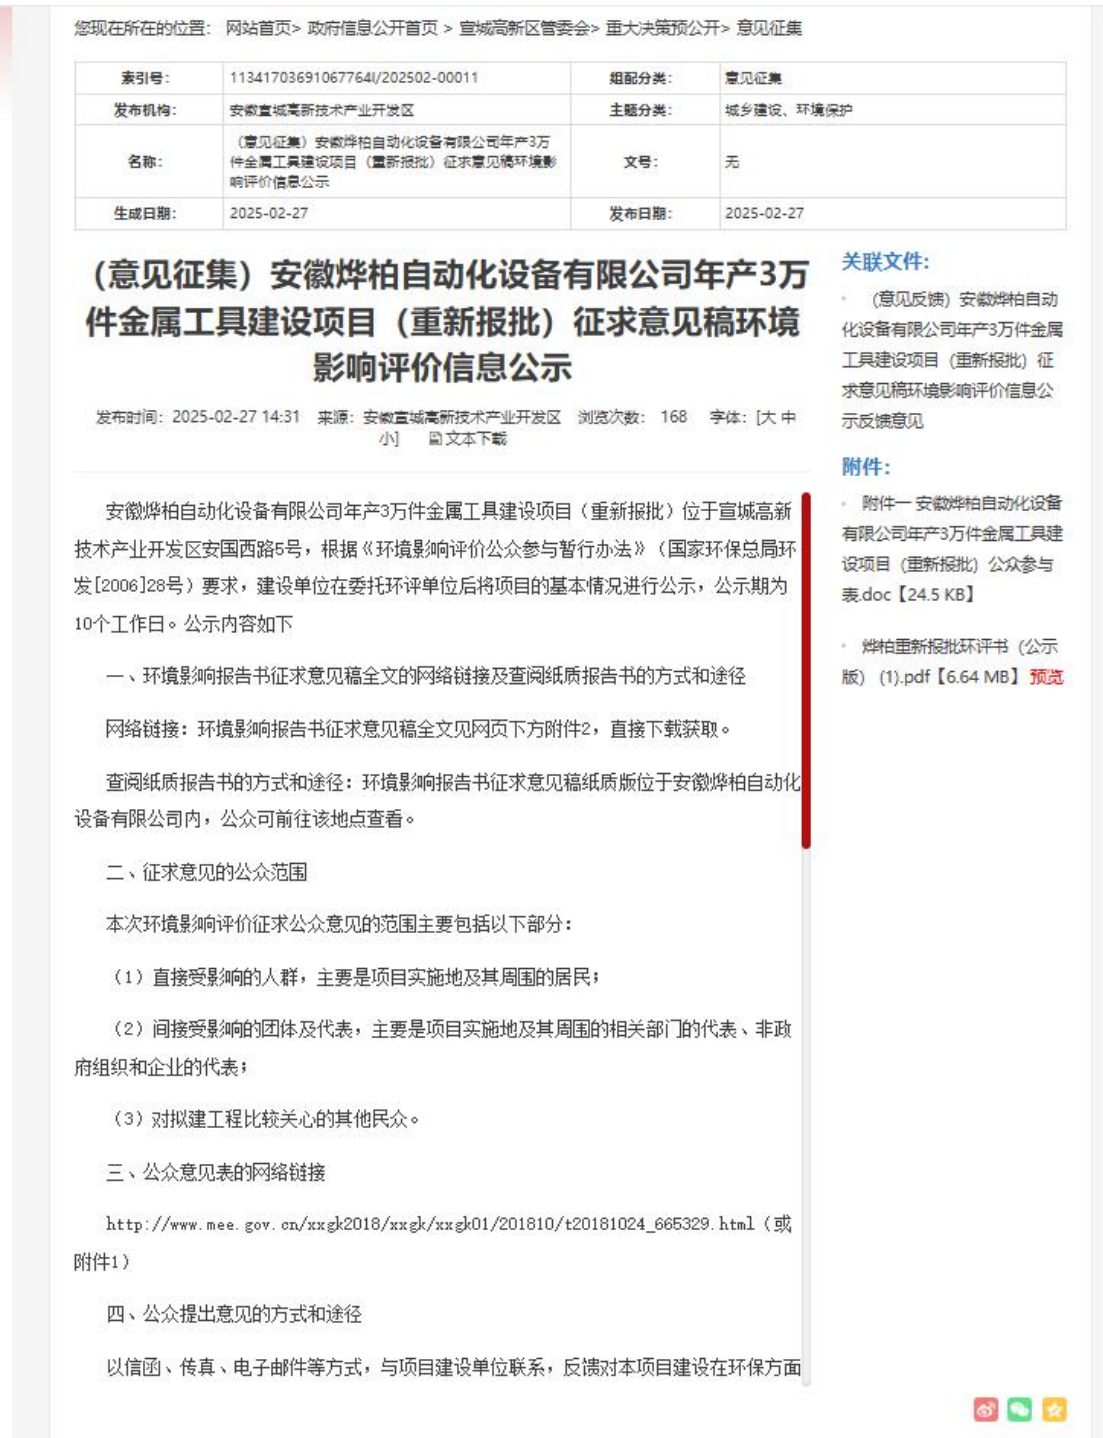 您现在所在的位置： 网站首页> 政府信息公开首页 > 宣城高新区管委会> 重大决策预公开> 意见征集
索引号： 11341703691067764I/202502-00011 组配分类： 意见征集
发布机构： 安徽宣城高新技术产业开发区 主题分类： 城乡建设、环境保护
名称： （意见征集）安徽烨柏自动化设备有限公司年产3万
件金属工具建设项目（重新报批）征求意见稿环境影
响评价信息公示
文号： 无
生成日期： 2025-02-27 发布日期： 2025-02-27
（意见征集）安徽烨柏自动化设备有限公司年产3万
件金属工具建设项目（重新报批）征求意见稿环境
影响评价信息公示
发布时间：2025-02-27 14:31 来源：安徽宣城高新技术产业开发区 浏览次数： 168 字体：[大 中
小] 文本下载
安徽烨柏自动化设备有限公司年产3万件金属工具建设项目（重新报批）位于宣城高新
技术产业开发区安国西路5号，根据《环境影响评价公众参与暂行办法》（国家环保总局环
发[2006]28号）要求，建设单位在委托环评单位后将项目的基本情况进行公示，公示期为
10个工作日。公示内容如下
一、环境影响报告书征求意见稿全文的网络链接及查阅纸质报告书的方式和途径
网络链接：环境影响报告书征求意见稿全文见网页下方附件2，直接下载获取。
查阅纸质报告书的方式和途径：环境影响报告书征求意见稿纸质版位于安徽烨柏自动化
设备有限公司内，公众可前往该地点查看。
二、征求意见的公众范围
本次环境影响评价征求公众意见的范围主要包括以下部分：
（1）直接受影响的人群，主要是项目实施地及其周围的居民；
（2）间接受影响的团体及代表，主要是项目实施地及其周围的相关部门的代表、非政
府组织和企业的代表；
（3）对拟建工程比较关心的其他民众。
三、公众意见表的网络链接
http://www.mee.gov.cn/xxgk2018/xxgk/xxgk01/201810/t20181024_665329.html（或
附件1）
四、公众提出意见的方式和途径
以信函、传真、电子邮件等方式，与项目建设单位联系，反馈对本项目建设在环保方面
关联文件:
（意见反馈）安徽烨柏自动
化设备有限公司年产3万件金属
工具建设项目（重新报批）征
求意见稿环境影响评价信息公
示反馈意见
附件:
附件一 安徽烨柏自动化设备
有限公司年产3万件金属工具建
设项目（重新报批）公众参与
表.doc【24.5 KB】
烨柏重新报批环评书（公示
版） (1).pdf【6.64 MB】预览